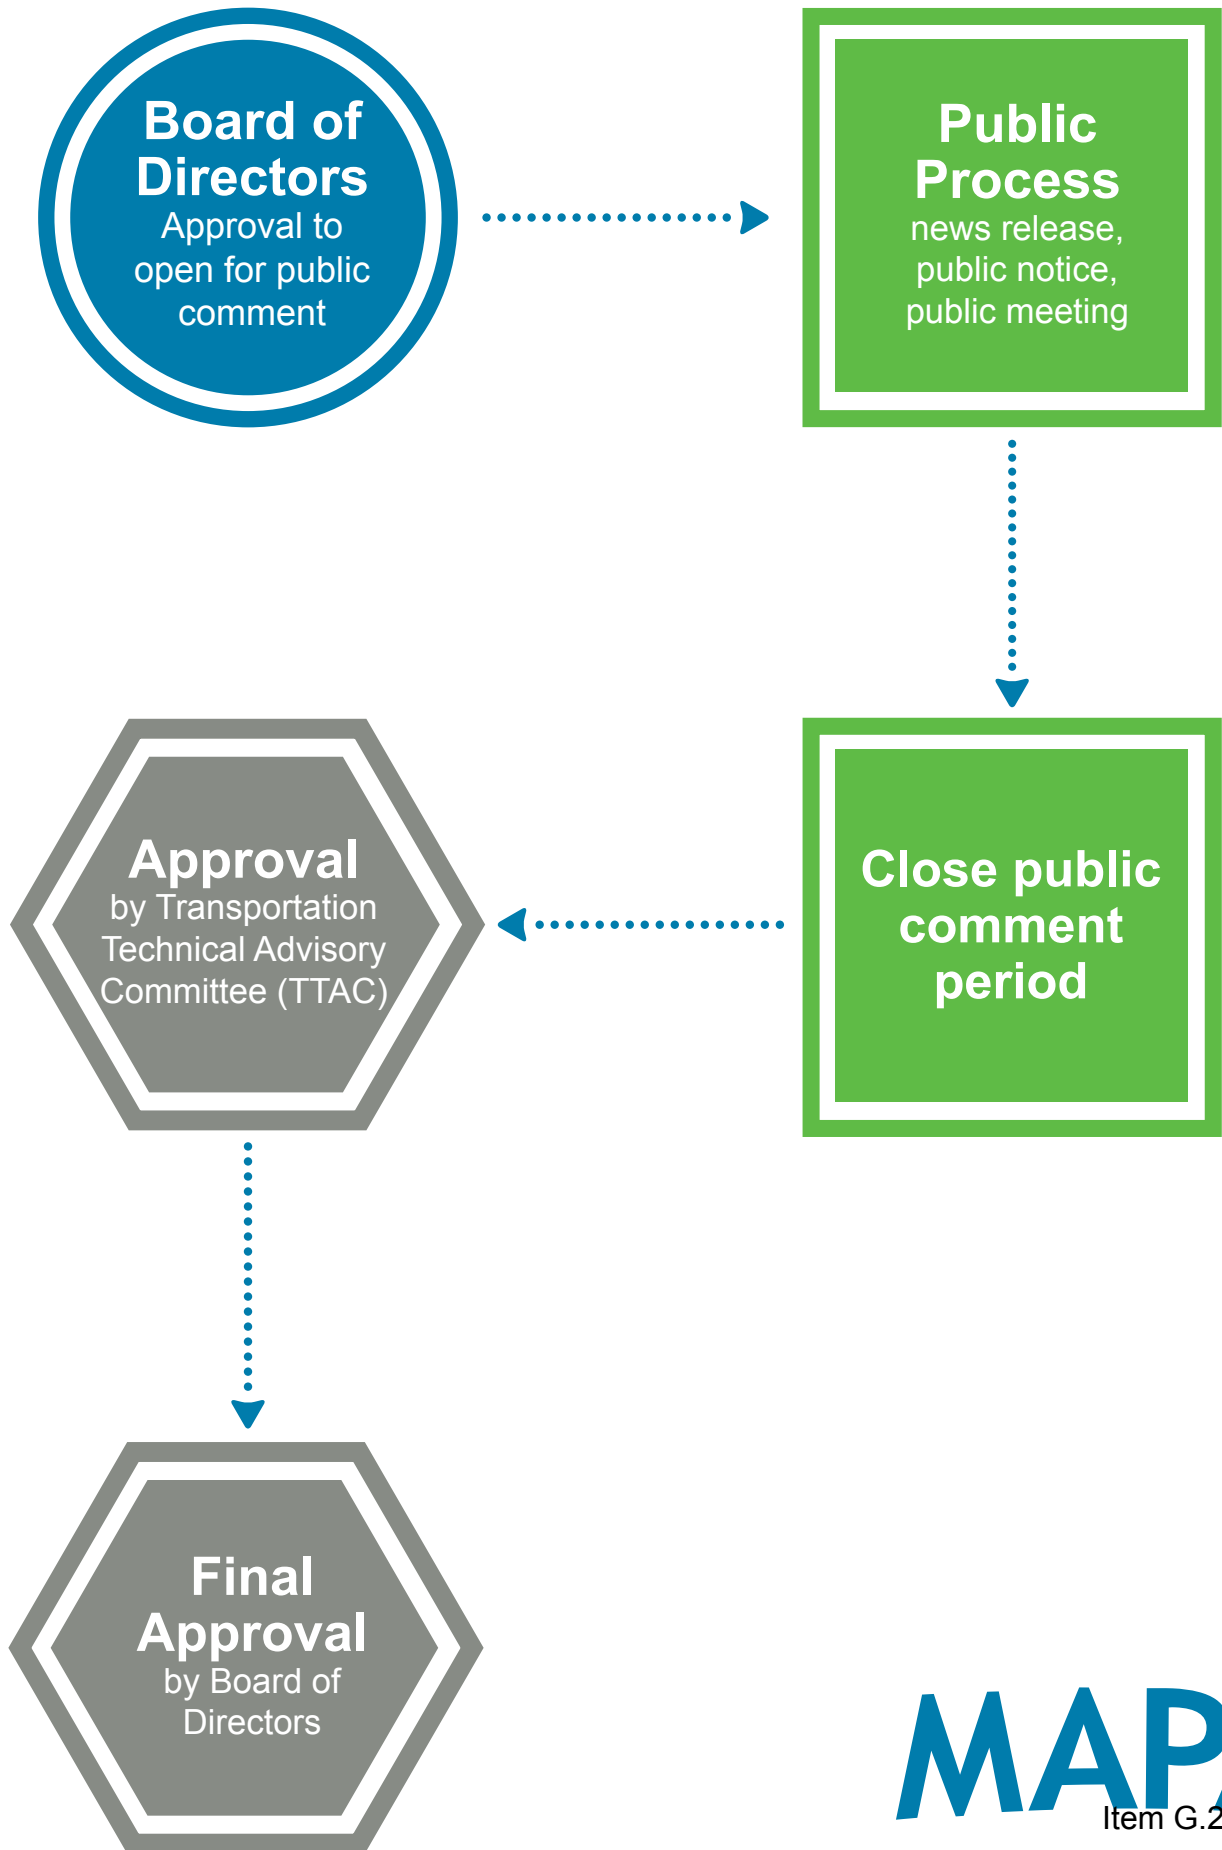 Board of
Directors
Approval to
open for public
comment
Public
Process
news release,
public notice,
public meeting
Close public
comment
period
Approval
by Transportation
Technical Advisory
Committee (TTAC)
Final
Approval
by Board of
Directors
MAPA
Item G.2